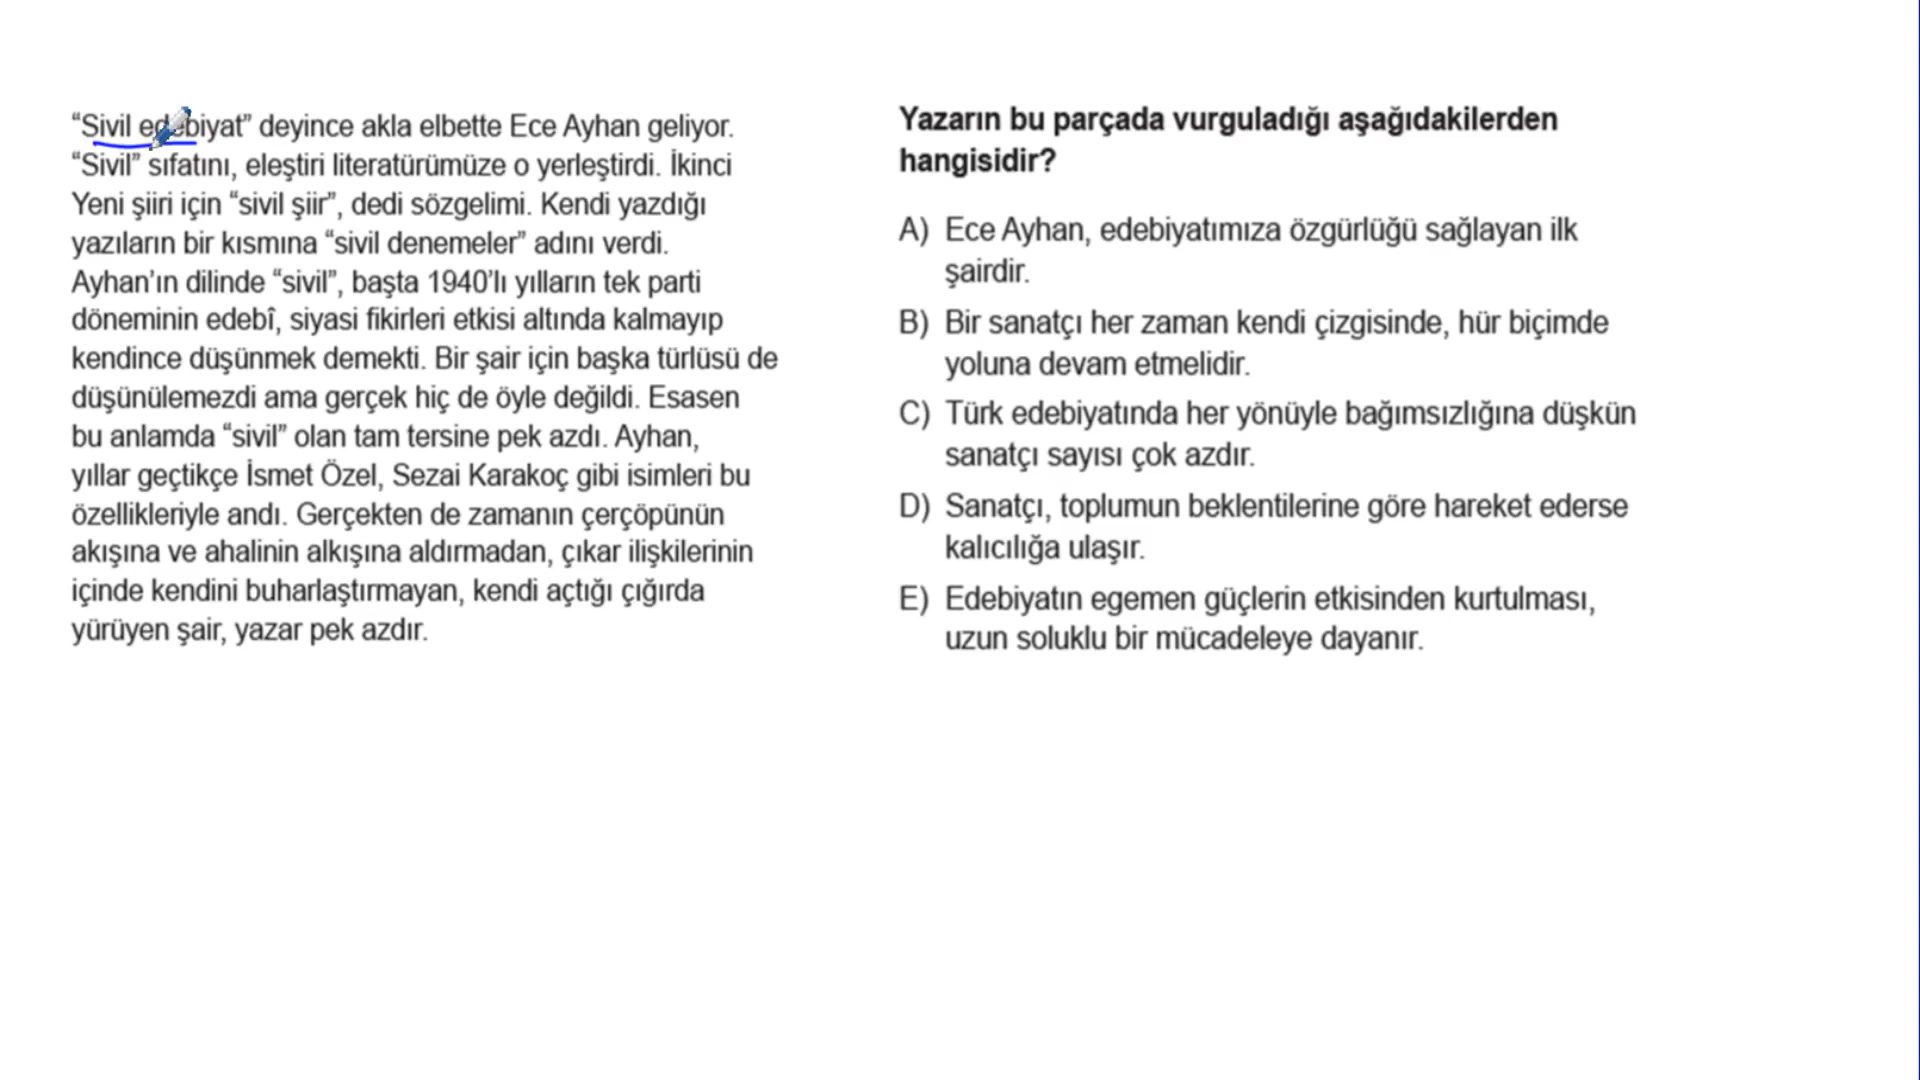 “Sivil edebiyat” deyince akla elbette Ece Ayhan geliyor.
“Sivil” sıfatını, eleştiri literatürümüze o yerleştirdi. İkinci
Yeni şiiri için “sivil şiir”, dedi sözgelimi. Kendi yazdığı
yazıların bir kısmına “sivil denemeler” adını verdi.
Ayhan’ın dilinde “sivil”, başta 1940’lı yılların tek parti
döneminin edebî, siyasi fikirleri etkisi altında kalmayıp
kendince düşünmek demekti. Bir şair için başka türlüsü de
düşünülemezdi ama gerçek hiç de öyle değildi. Esasen
bu anlamda “sivil” olan tam tersine pek azdı. Ayhan,
yıllar geçtikçe İsmet Özel, Sezai Karakoç gibi isimleri bu
özellikleriyle andı. Gerçekten de zamanın çerçöpünün
akışına ve ahalinin alkışına aldırmadan, çıkar ilişkilerinin
içinde kendini buharlaştırmayan, kendi açtığı çığırda
yürüyen şair, yazar pek azdır.
Yazarın bu parçada vurguladığı aşağıdakilerden
hangisidir?
A) Ece Ayhan, edebiyatımıza özgürlüğü sağlayan ilk
şairdir.
B) Bir sanatçı her zaman kendi çizgisinde, hür biçimde
yoluna devam etmelidir.
C) Türk edebiyatında her yönüyle bağımsızlığına düşkün
sanatçı sayısı çok azdır.
D) Sanatçı, toplumun beklentilerine göre hareket ederse
kalıcılığa ulaşır.
E) Edebiyatın egemen güçlerin etkisinden kurtulması,
uzun soluklu bir mücadeleye dayanır.